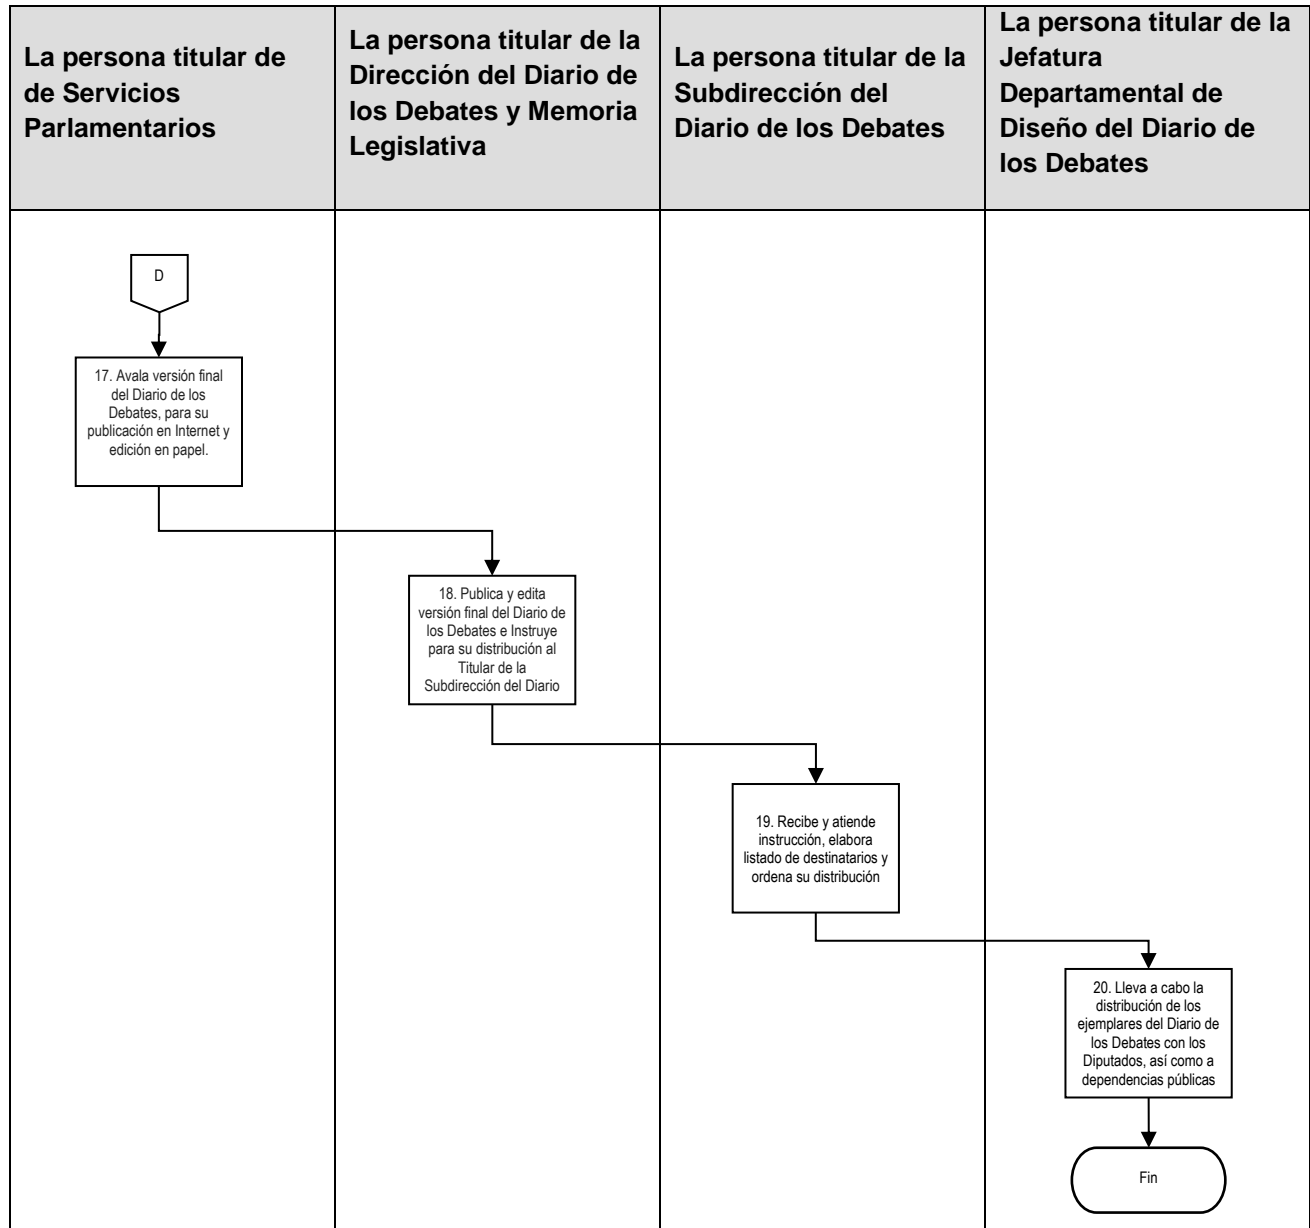 La persona titular de
de Servicios
Parlamentarios
La persona titular de la
Dirección del Diario de
los Debates y Memoria
Legislativa
La persona titular de la
Subdirección del
Diario de los Debates
La persona titular de la
Jefatura
Departamental de
Diseño del Diario de
los Debates
D
17. Avala versión final
del Diario de los
Debates, para su
publicación en Internet y
edición en papel.
18. Publica y edita
versión final del Diario de
los Debates e Instruye
para su distribución al
Titular de la
Subdirección del Diario
19. Recibe y atiende
instrucción, elabora
listado de destinatarios y
ordena su distribución
20. Lleva a cabo la
distribución de los
ejemplares del Diario de
los Debates con los
Diputados, así como a
dependencias públicas
Fin